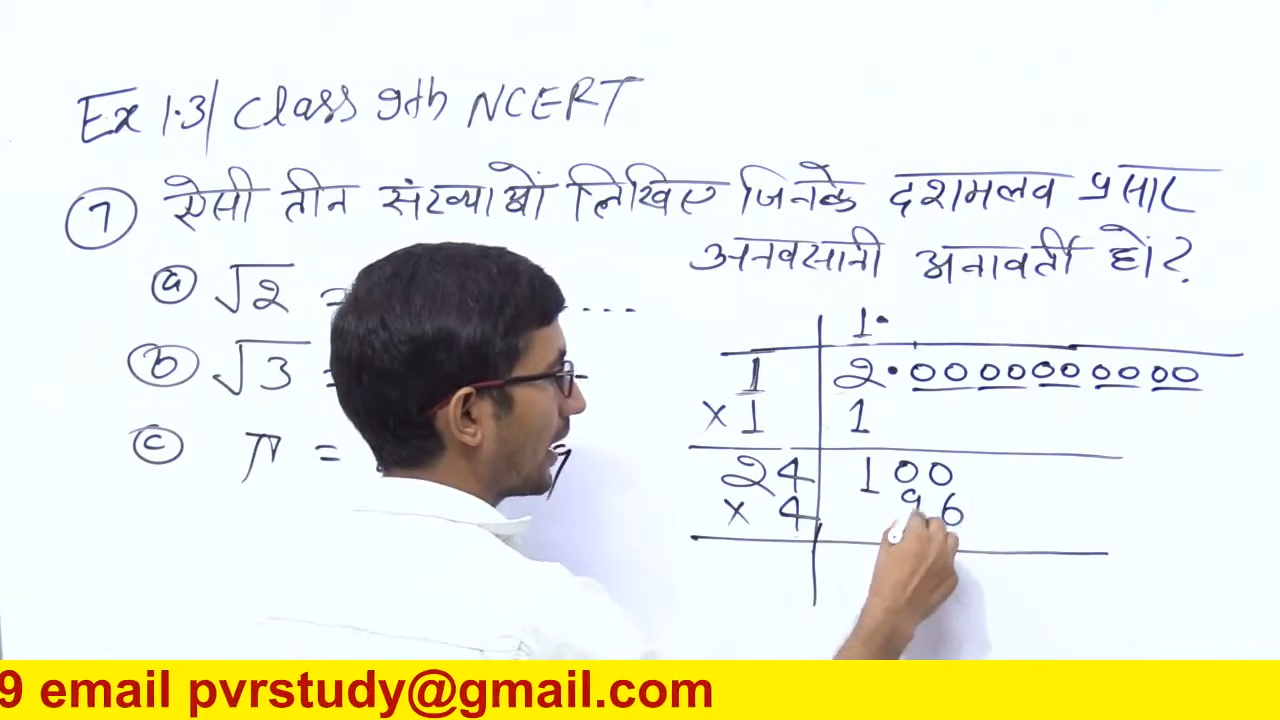 Ex 1.3 | Class 9th NCERT
7 ऐसी तीन संख्याओं लिखिए जिनके दशमलव प्रसार
अनवसानी अनावर्ती हों?
a √2 = ......
b √3 =
c π =
1.
1 2.0000000000
×1 1
24 100
×4 96
9 email pvrstudy@gmail.com